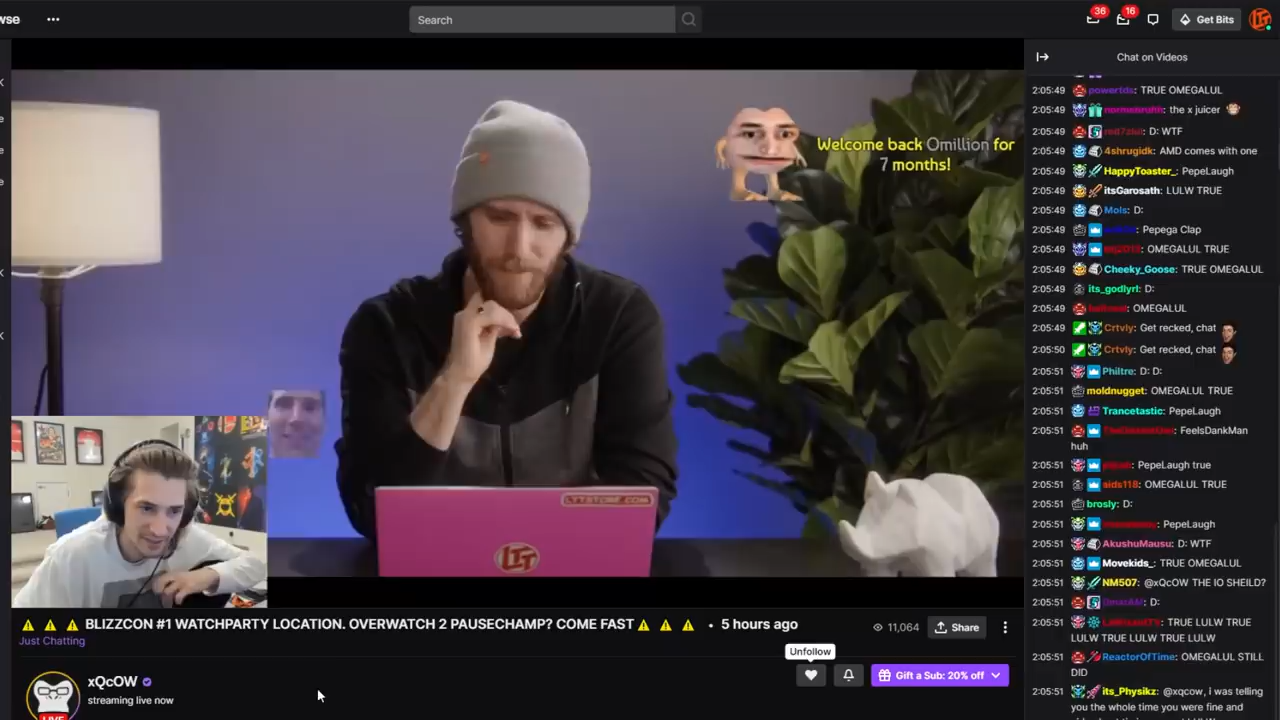 wse
Search
36
16
Get Bits
Welcome back Omillion for
7 months!
LTTSTORE.COM
LTT
⚠ ⚠ ⚠ BLIZZCON #1 WATCHPARTY LOCATION. OVERWATCH 2 PAUSECHAMP? COME FAST ⚠ ⚠ ⚠ • 5 hours ago
Just Chatting
11,064
Share
Unfollow
Gift a Sub: 20% off
xQcOW
streaming live now
LIVE
Chat on Videos
2:05:49 powertds: TRUE OMEGALUL
2:05:49 : the x juicer
2:05:49 : D: WTF
2:05:49 4shrugidk: AMD comes with one
2:05:49 HappyToaster_: PepeLaugh
2:05:49 itsGarosath: LULW TRUE
2:05:49 Mols: D:
2:05:49 : Pepega Clap
2:05:49 : OMEGALUL TRUE
2:05:49 Cheeky_Goose: TRUE OMEGALUL
2:05:49 its_godlyrl: D:
2:05:49 : OMEGALUL
2:05:49 Crtvly: Get recked, chat
2:05:50 Crtvly: Get recked, chat
2:05:51 Philtre: D: D:
2:05:51 moldnugget: OMEGALUL TRUE
2:05:51 Trancetastic: PepeLaugh
2:05:51 : FeelsDankMan
huh
2:05:51 : PepeLaugh true
2:05:51 aids118: OMEGALUL TRUE
2:05:51 brosly: D:
2:05:51 : PepeLaugh
2:05:51 AkushuMausu: D: WTF
2:05:51 Movekids_: TRUE OMEGALUL
2:05:51 NM507: @xQcOW THE IO SHEILD?
2:05:51 : D:
2:05:51 : TRUE LULW TRUE
LULW TRUE LULW TRUE LULW
2:05:51 ReactorOfTime: OMEGALUL STILL
DID
2:05:51 its_Physikz: @xqcow, i was telling
you the whole time you were fine and